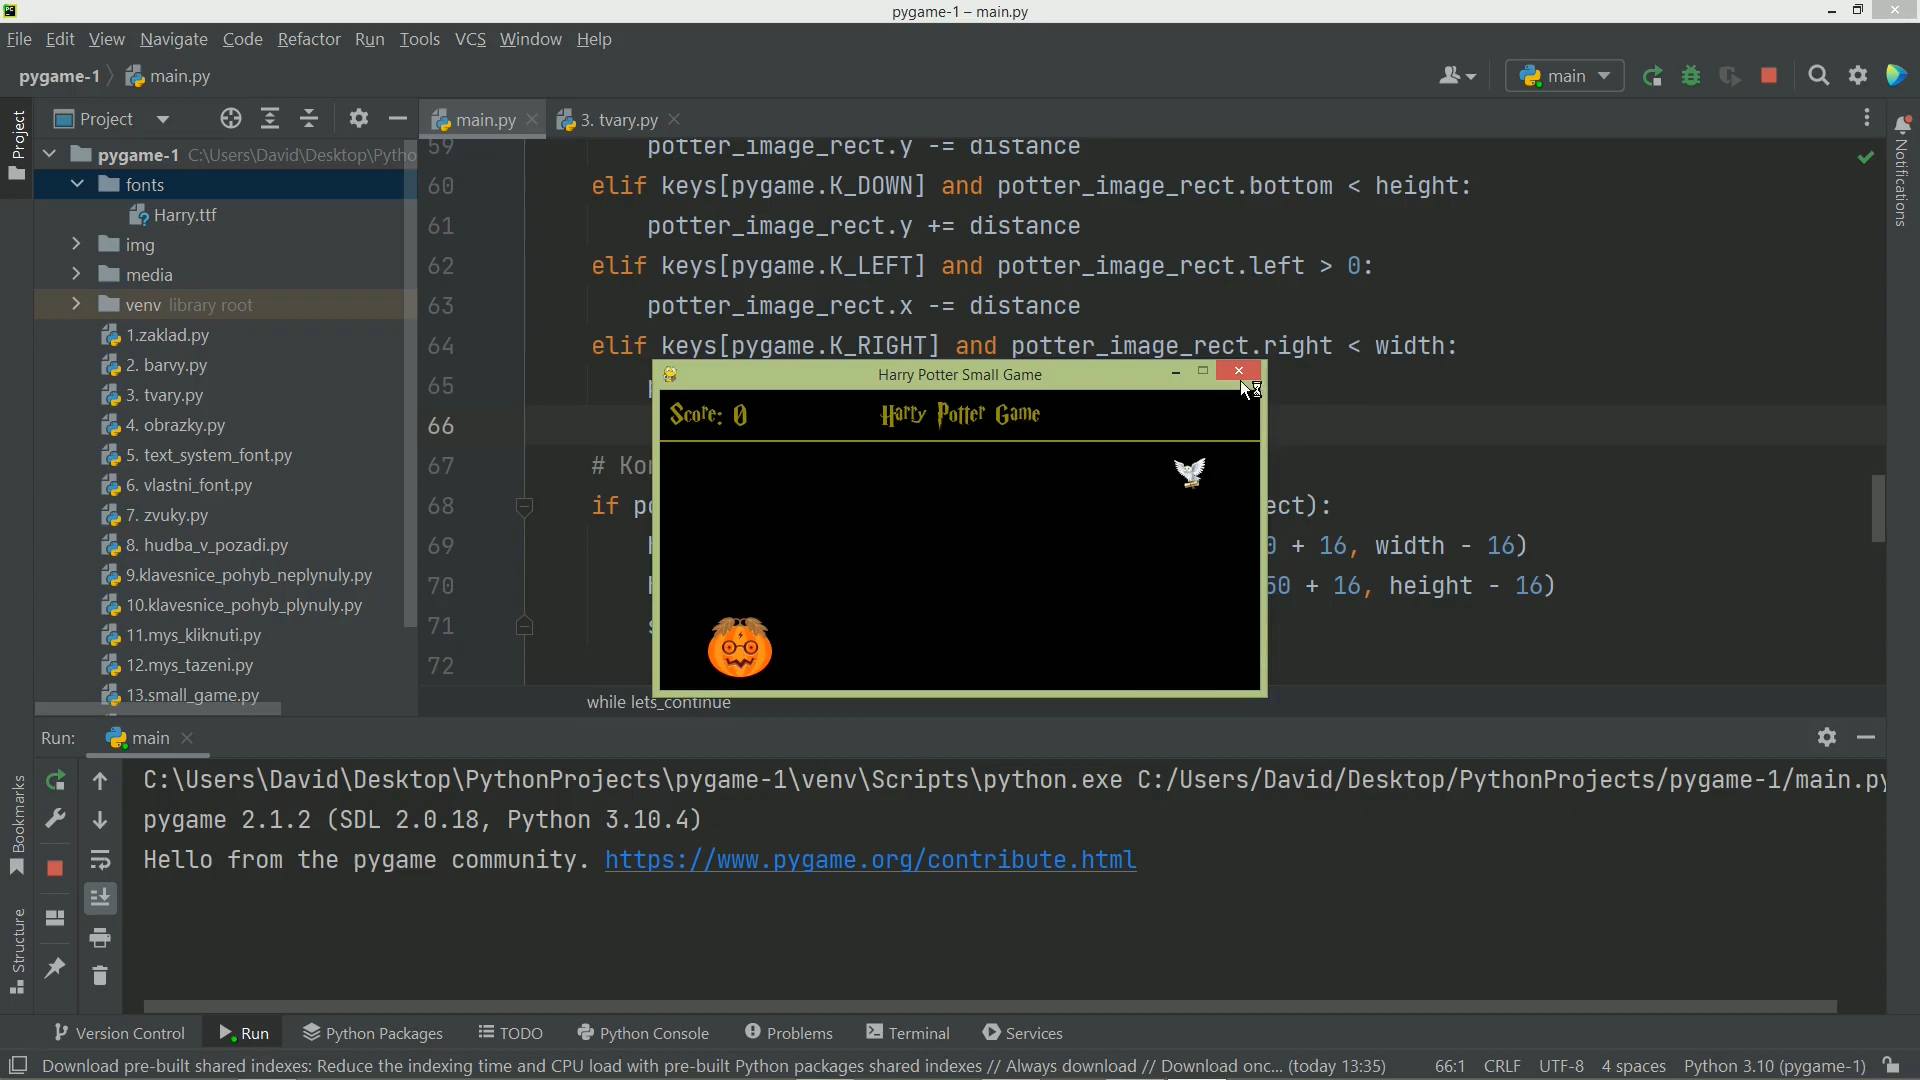 pygame-1 – main.py
File Edit View Navigate Code Refactor Run Tools VCS Window Help
pygame-1 main.py
main
Project
Project
main.py
3. tvary.py
Notifications
pygame-1 C:\Users\David\Desktop\Pytho
fonts
Harry.ttf
img
media
venv library root
1.zaklad.py
2. barvy.py
3. tvary.py
4. obrazky.py
5. text_system_font.py
6. vlastni_font.py
7. zvuky.py
8. hudba_v_pozadi.py
9.klavesnice_pohyb_neplynuly.py
10.klavesnice_pohyb_plynuly.py
11.mys_kliknuti.py
12.mys_tazeni.py
13.small_game.py
59 potter_image_rect.y -= distance
60 elif keys[pygame.K_DOWN] and potter_image_rect.bottom < height:
61 potter_image_rect.y += distance
62 elif keys[pygame.K_LEFT] and potter_image_rect.left > 0:
63 potter_image_rect.x -= distance
64 elif keys[pygame.K_RIGHT] and potter_image_rect.right < width:
65
66
67 # Ko
68 if po ect):
69 0 + 16, width - 16)
70 50 + 16, height - 16)
71
72
while lets_continue
Harry Potter Small Game
Score: 0 Harry Potter Game
Run: main
C:\Users\David\Desktop\PythonProjects\pygame-1\venv\Scripts\python.exe C:/Users/David/Desktop/PythonProjects/pygame-1/main.py
pygame 2.1.2 (SDL 2.0.18, Python 3.10.4)
Hello from the pygame community. https://www.pygame.org/contribute.html
Bookmarks
Structure
Version Control Run Python Packages TODO Python Console Problems Terminal Services
Download pre-built shared indexes: Reduce the indexing time and CPU load with pre-built Python packages shared indexes // Always download // Download onc... (today 13:35) 66:1 CRLF UTF-8 4 spaces Python 3.10 (pygame-1)